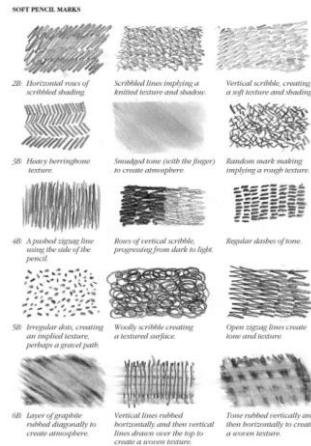 SOFT PENCIL MARKS
2B: Horizontal rows of
scribbled shading.
Scribbled lines implying a
knitted texture and shadow.
Vertical scribble, creating
a soft texture and shading
3B: Heavy herringbone
texture.
Smudged tone (with the finger)
to create atmosphere.
Random mark making
implying a rough texture.
4B: A pushed zigzag line
using the side of the
pencil.
Rows of vertical scribble,
progressing from dark to light.
Regular dashes of tone.
5B: Irregular dots, creating
an implied texture,
perhaps a gravel path.
Woolly scribble creating
a textured surface.
Open zigzag lines create
tone and texture.
6B: Layer of graphite
rubbed diagonally to
create atmosphere.
Vertical lines rubbed
horizontally and then vertical
lines drawn over the top to
create a woven texture.
Tone rubbed vertically an
then horizontally to creat
a woven texture.